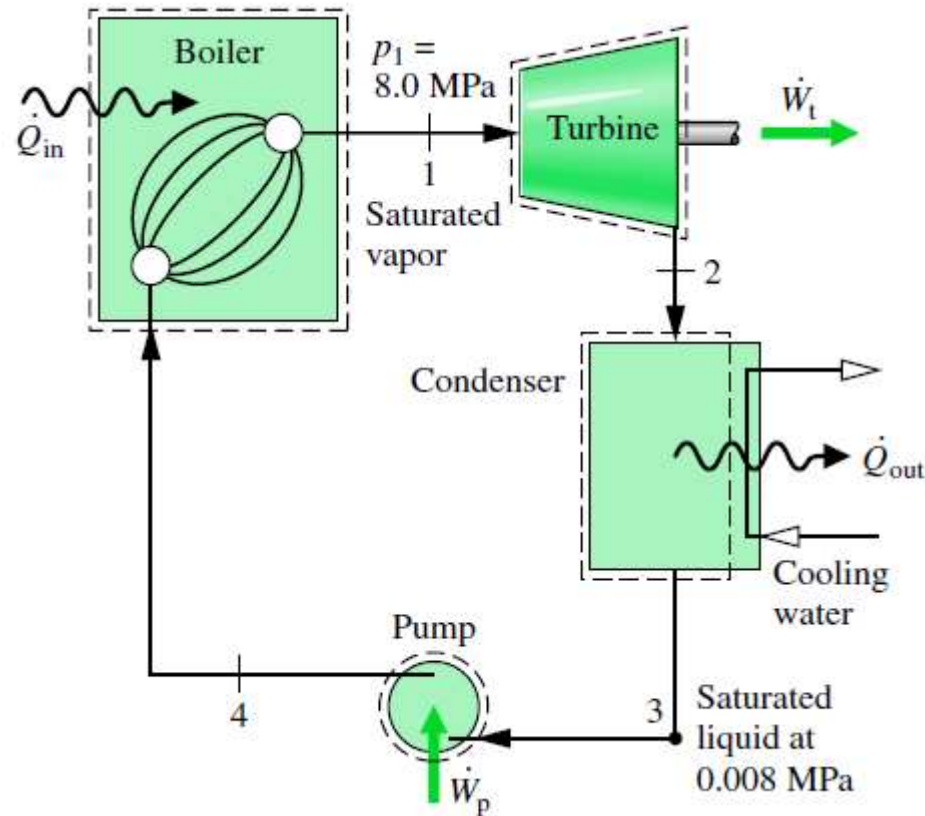 Boiler
p₁ =
8.0 MPa
Turbine
Ẇt
Q̇in
1
Saturated
vapor
2
Condenser
Q̇out
Cooling
water
Pump
4
3
Saturated
liquid at
0.008 MPa
Ẇp